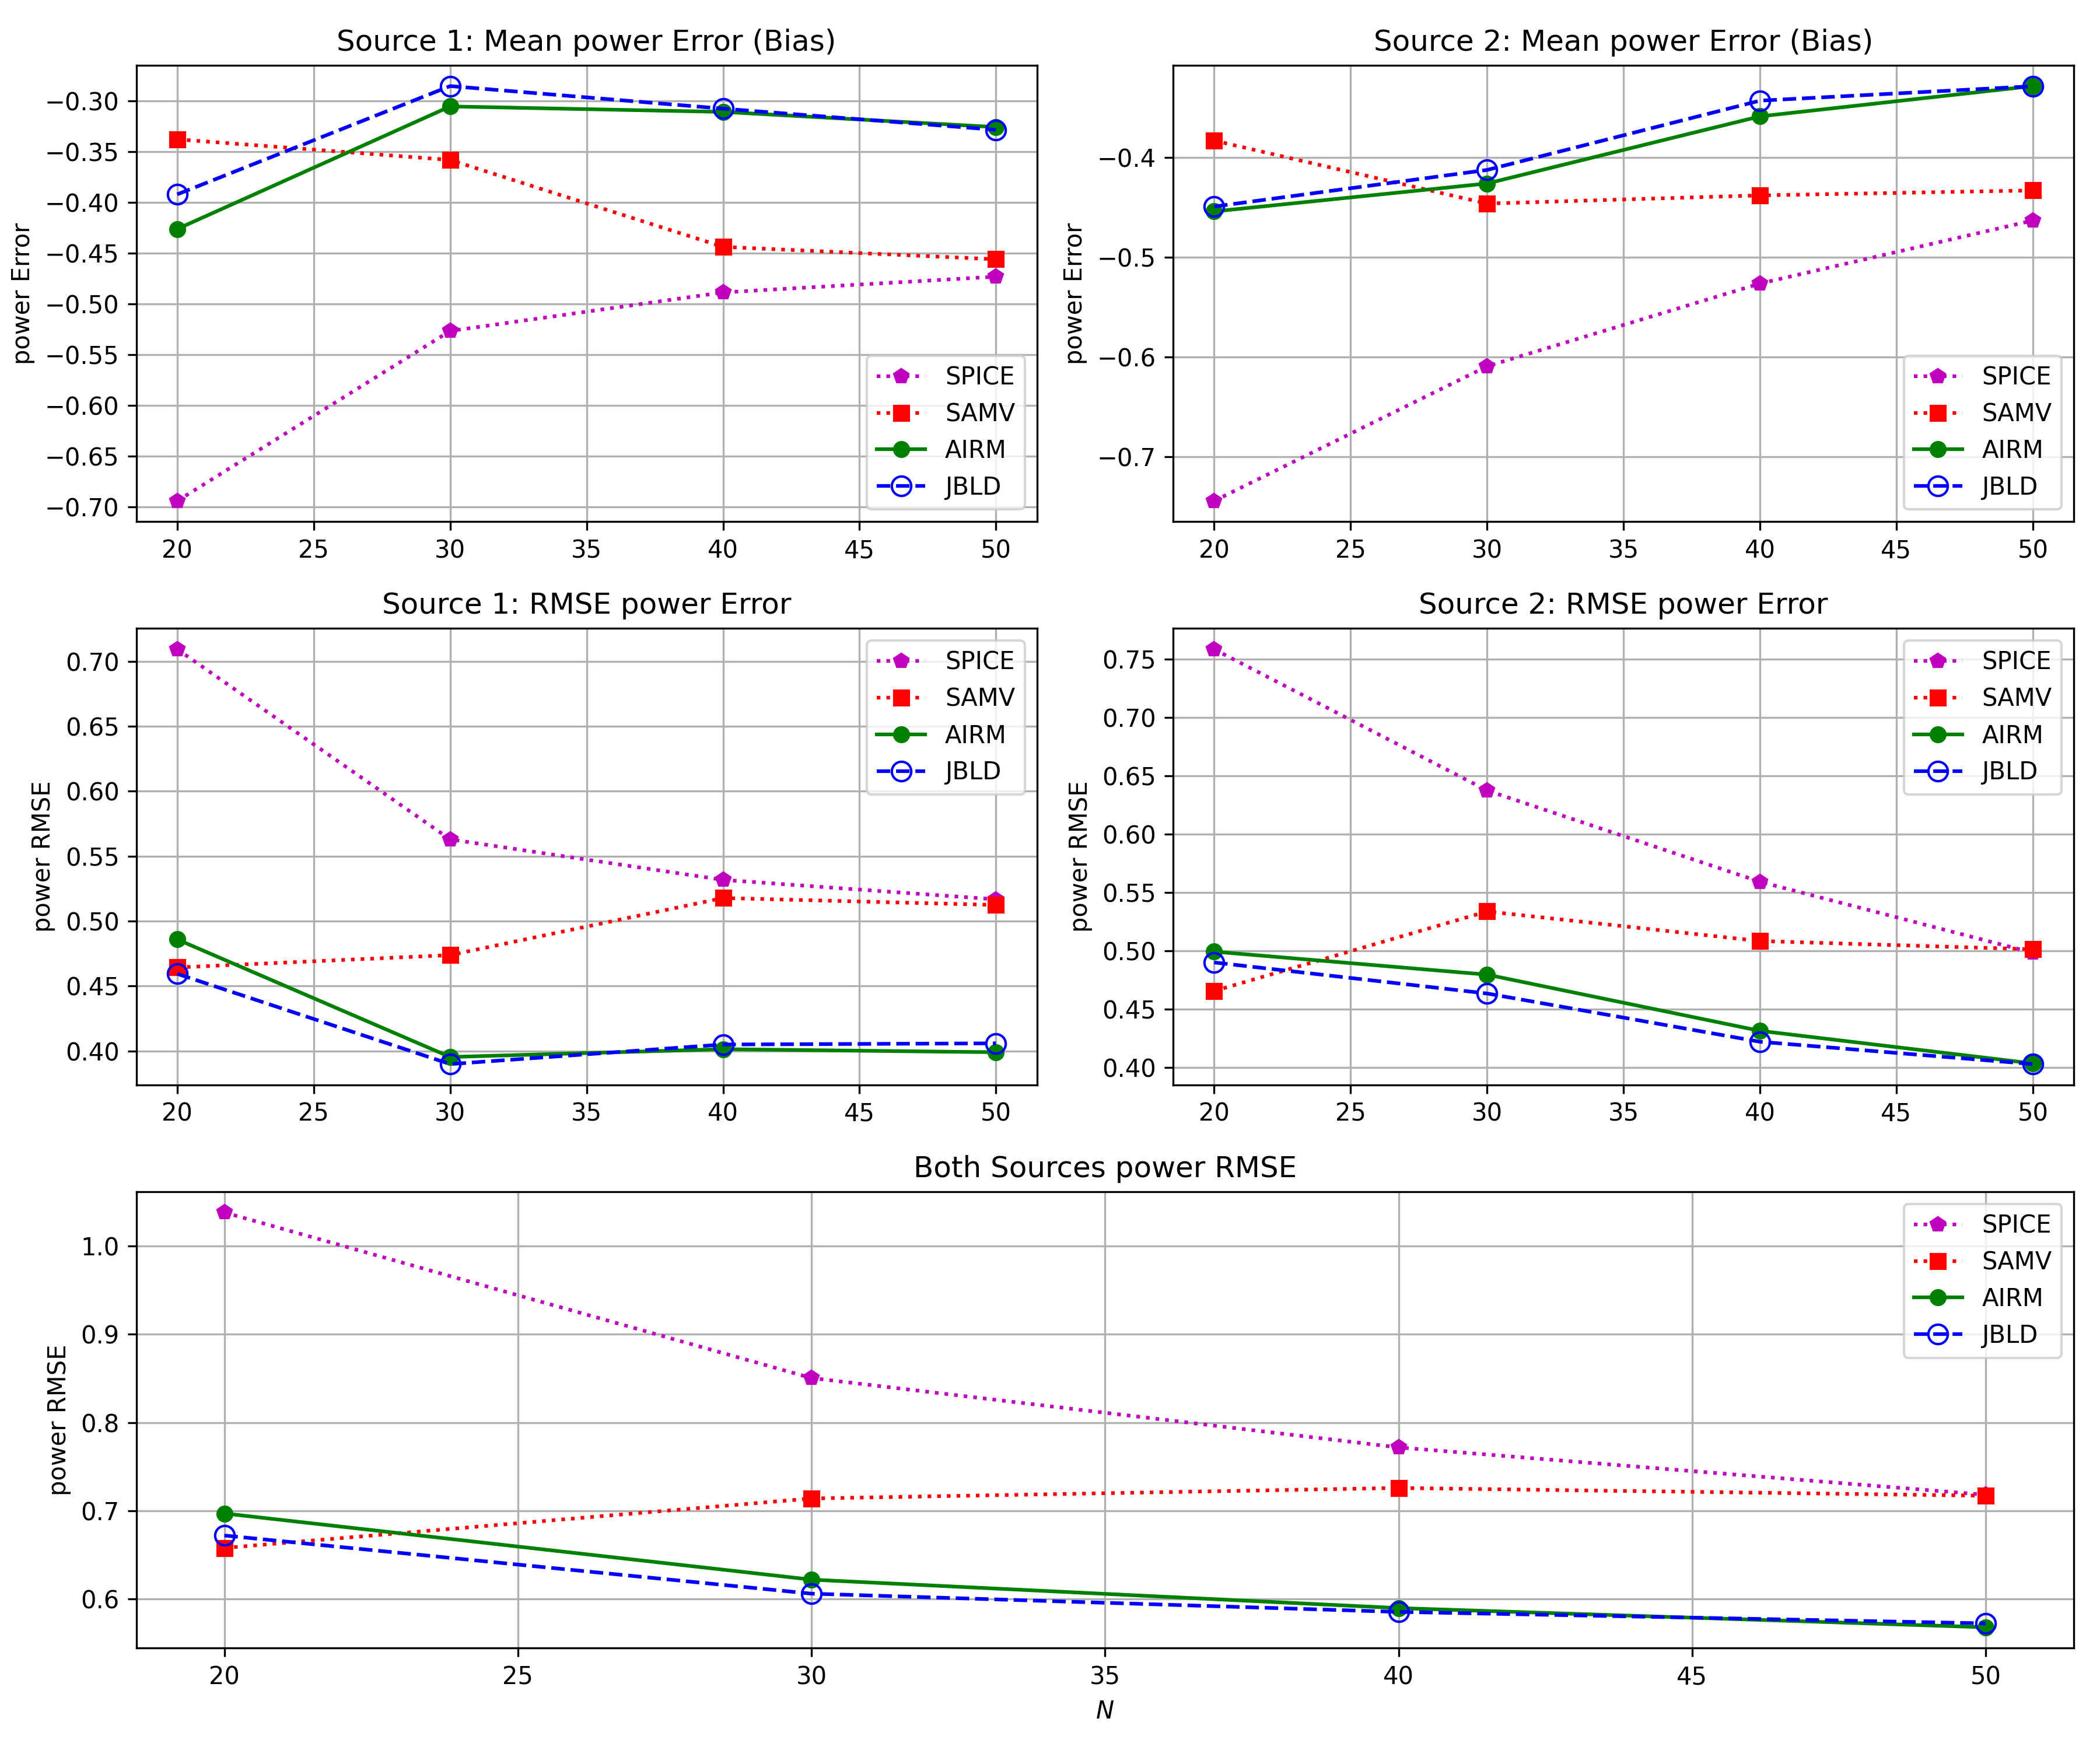 Source 1: Mean power Error (Bias)
power Error
−0.30
−0.35
−0.40
−0.45
−0.50
−0.55
−0.60
−0.65
−0.70
20 25 30 35 40 45 50
SPICE
SAMV
AIRM
JBLD
Source 2: Mean power Error (Bias)
power Error
−0.4
−0.5
−0.6
−0.7
20 25 30 35 40 45 50
SPICE
SAMV
AIRM
JBLD
Source 1: RMSE power Error
power RMSE
0.70
0.65
0.60
0.55
0.50
0.45
0.40
20 25 30 35 40 45 50
SPICE
SAMV
AIRM
JBLD
Source 2: RMSE power Error
power RMSE
0.75
0.70
0.65
0.60
0.55
0.50
0.45
0.40
20 25 30 35 40 45 50
SPICE
SAMV
AIRM
JBLD
Both Sources power RMSE
power RMSE
1.0
0.9
0.8
0.7
0.6
20 25 30 35 40 45 50
N
SPICE
SAMV
AIRM
JBLD